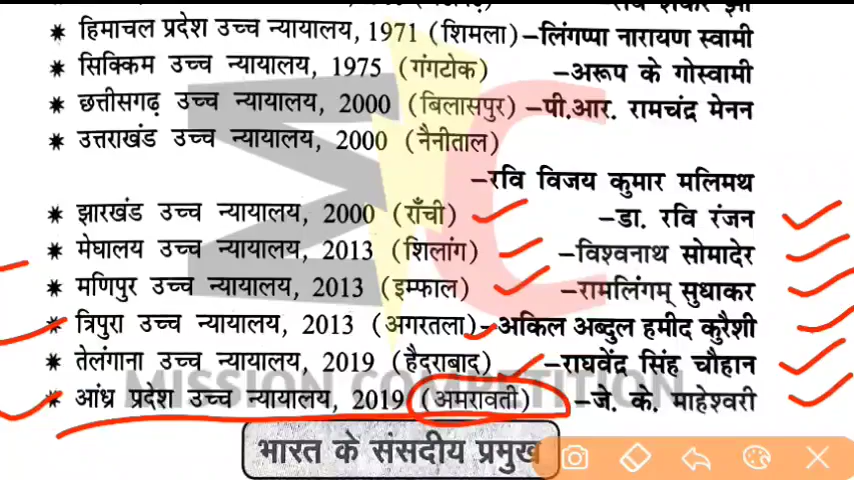 ✷ हिमाचल प्रदेश उच्च न्यायालय, 1971 (शिमला) –लिंगप्पा नारायण स्वामी
✷ सिक्किम उच्च न्यायालय, 1975 (गंगटोक) –अरूप के गोस्वामी
✷ छत्तीसगढ़ उच्च न्यायालय, 2000 (बिलासपुर) –पी.आर. रामचंद्र मेनन
✷ उत्तराखंड उच्च न्यायालय, 2000 (नैनीताल)
–रवि विजय कुमार मलिमथ
✷ झारखंड उच्च न्यायालय, 2000 (राँची) –डा. रवि रंजन
✷ मेघालय उच्च न्यायालय, 2013 (शिलांग) –विश्वनाथ सोमादेर
✷ मणिपुर उच्च न्यायालय, 2013 (इम्फाल) –रामलिंगम् सुधाकर
✷ त्रिपुरा उच्च न्यायालय, 2013 (अगरतला) –अकिल अब्दुल हमीद कुरैशी
✷ तेलंगाना उच्च न्यायालय, 2019 (हैदराबाद) –राघवेंद्र सिंह चौहान
MISSION COMPETITION
✷ आंध्र प्रदेश उच्च न्यायालय, 2019 (अमरावती) –जे. के. माहेश्वरी
भारत के संसदीय प्रमुख